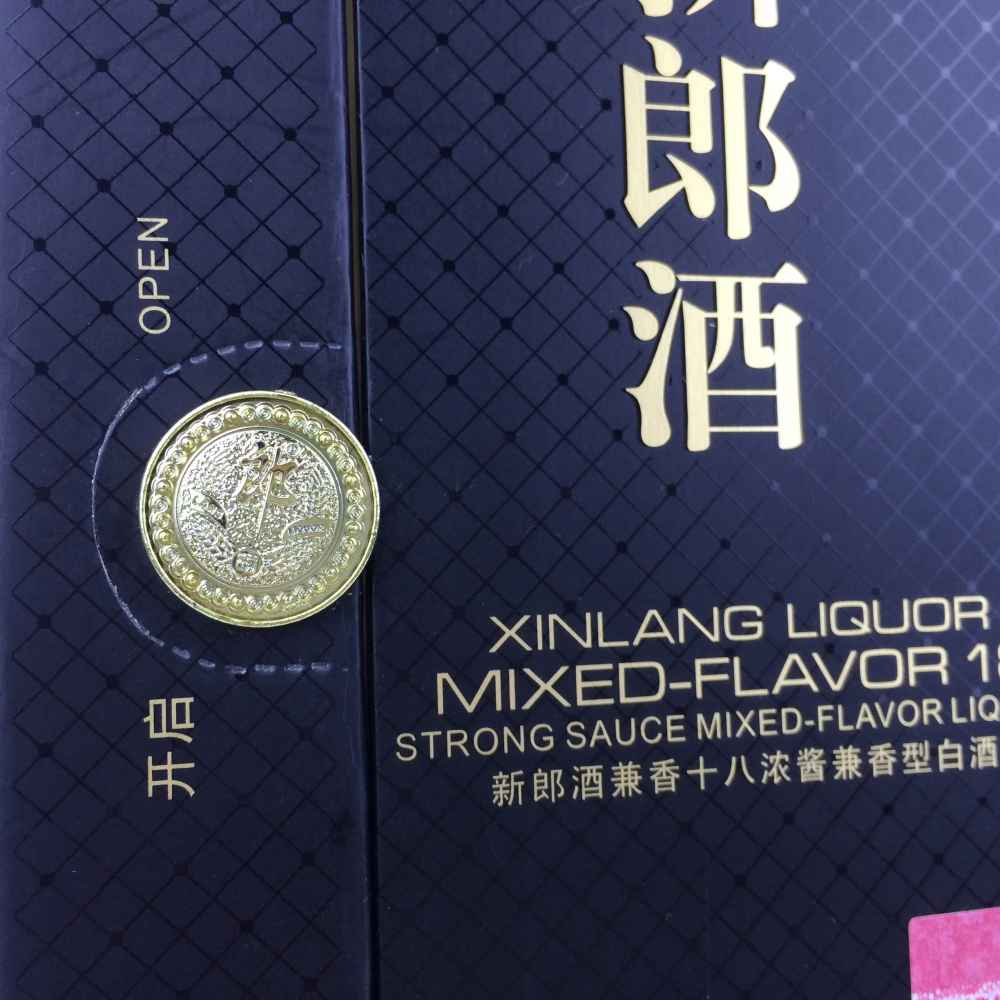 OPEN
开启
郎酒
XINLANG LIQUOR
MIXED-FLAVOR
STRONG SAUCE MIXED-FLAVOR
新郎酒兼香十八浓酱兼香型白酒